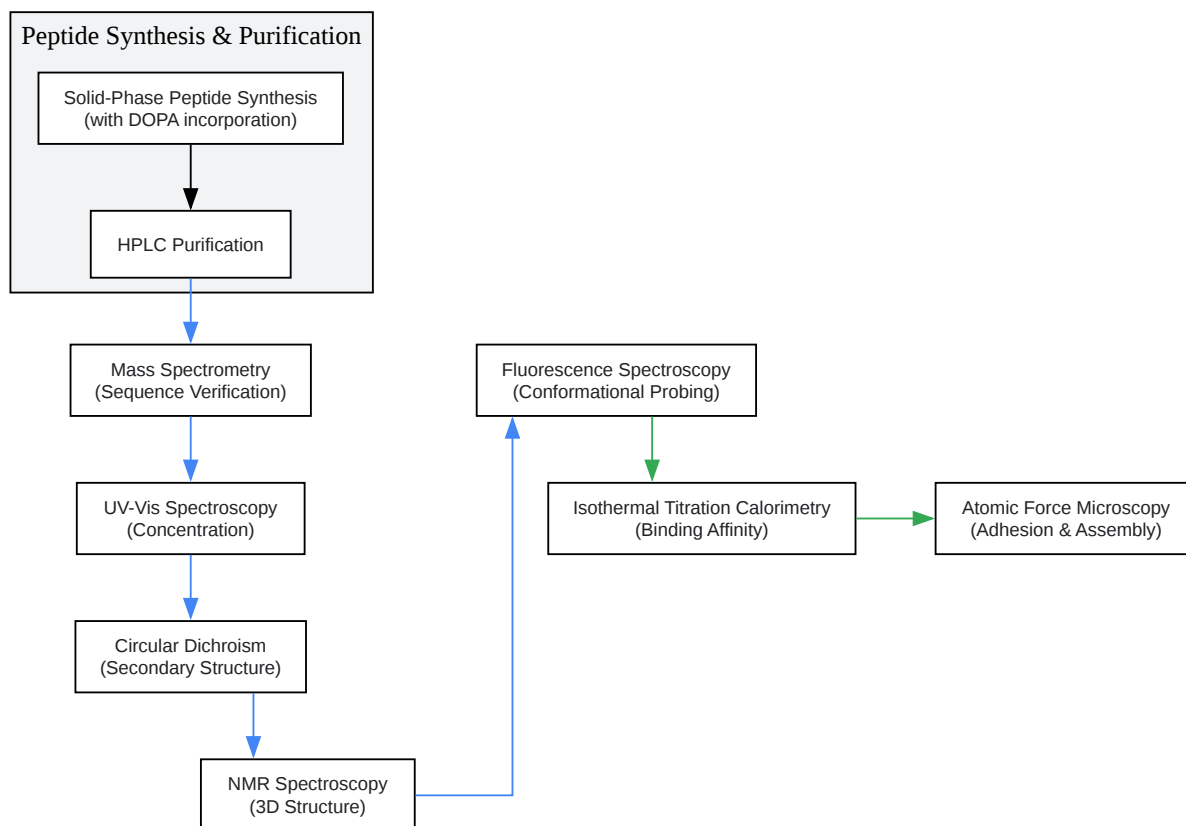 Peptide Synthesis & Purification
Solid-Phase Peptide Synthesis
(with DOPA incorporation)
HPLC Purification
Mass Spectrometry
(Sequence Verification)
UV-Vis Spectroscopy
(Concentration)
Circular Dichroism
(Secondary Structure)
NMR Spectroscopy
(3D Structure)
Fluorescence Spectroscopy
(Conformational Probing)
Isothermal Titration Calorimetry
(Binding Affinity)
Atomic Force Microscopy
(Adhesion & Assembly)